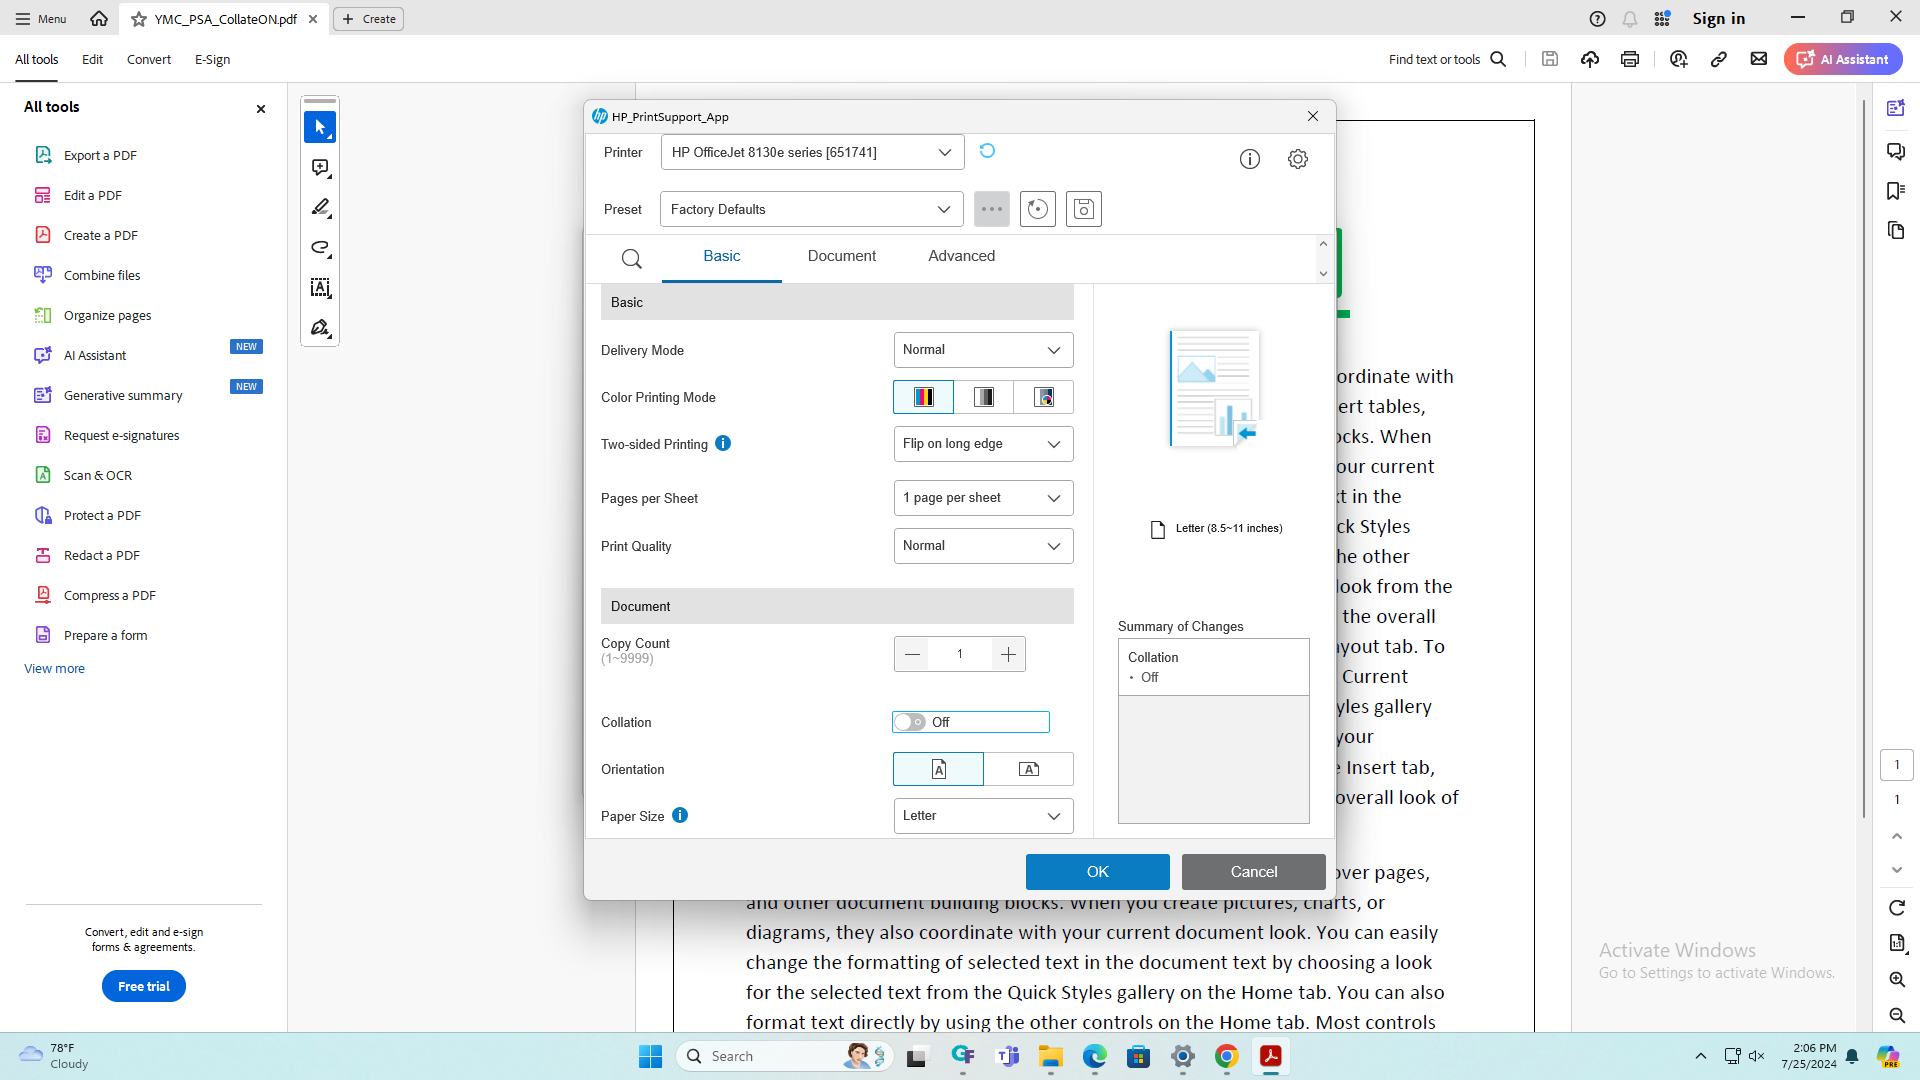 Menu
YMC_PSA_CollateON.pdf
Create
Sign in
All tools
Edit
Convert
E-Sign
Find text or tools
AI Assistant
All tools
Export a PDF
Edit a PDF
Create a PDF
Combine files
Organize pages
AI Assistant
NEW
Generative summary
NEW
Request e-signatures
Scan & OCR
Protect a PDF
Redact a PDF
Compress a PDF
Prepare a form
View more
Convert, edit and e-sign
forms & agreements.
Free trial
HP_PrintSupport_App
Printer
HP OfficeJet 8130e series [651741]
Preset
Factory Defaults
Basic
Document
Advanced
Basic
Delivery Mode
Normal
Color Printing Mode
Two-sided Printing
Flip on long edge
Pages per Sheet
1 page per sheet
Print Quality
Normal
Document
Copy Count
(1~9999)
1
Collation
Off
Orientation
Paper Size
Letter
Letter (8.5~11 inches)
Summary of Changes
Collation
• Off
OK
Cancel
ordinate with
ert tables,
ocks. When
our current
t in the
ck Styles
he other
look from the
the overall
ayout tab. To
Current
yles gallery
your
Insert tab,
overall look of
over pages,
and other document building blocks. When you create pictures, charts, or
diagrams, they also coordinate with your current document look. You can easily
change the formatting of selected text in the document text by choosing a look
for the selected text from the Quick Styles gallery on the Home tab. You can also
format text directly by using the other controls on the Home tab. Most controls
1
1
Activate Windows
Go to Settings to activate Windows.
78°F
Cloudy
Search
2:06 PM
7/25/2024
PRE